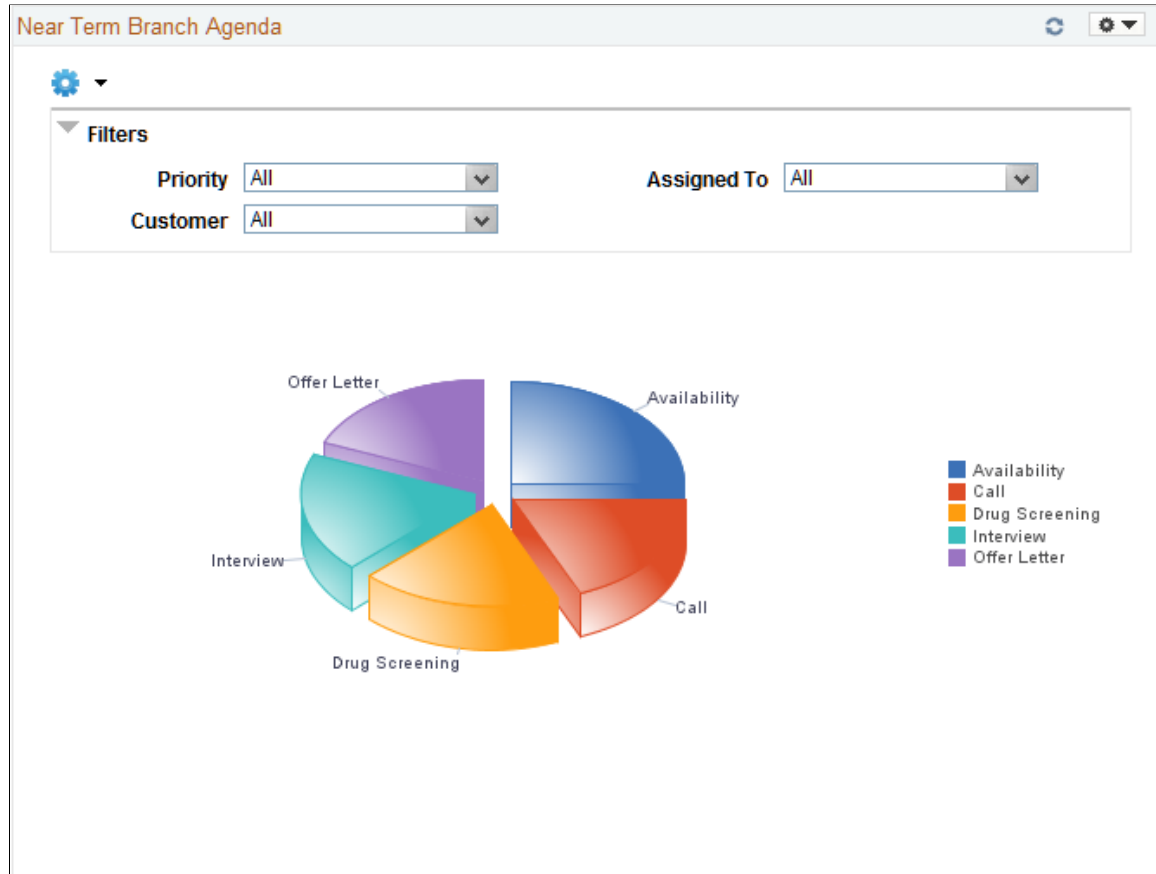 Near Term Branch Agenda
Filters
Priority All Assigned To All
Customer All
Offer Letter
Availability
Interview
Call
Drug Screening
Availability
Call
Drug Screening
Interview
Offer Letter